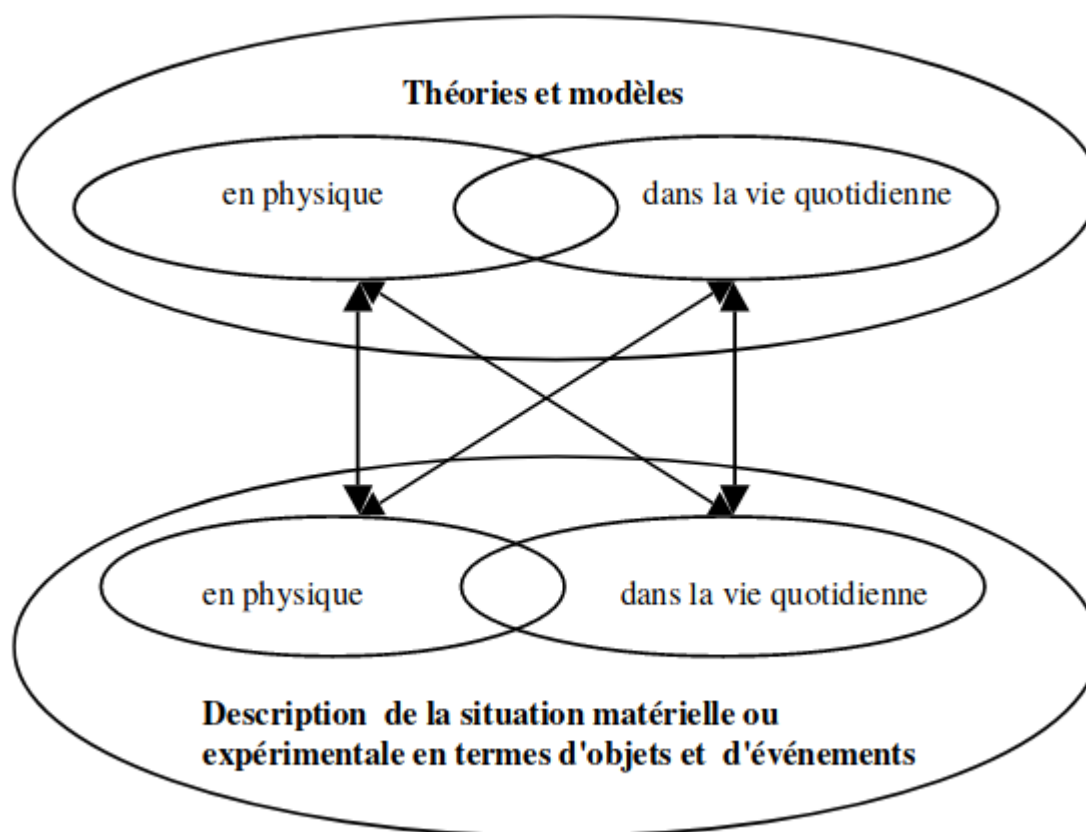 Théories et modèles
en physique
dans la vie quotidienne
en physique
dans la vie quotidienne
Description de la situation matérielle ou
expérimentale en termes d'objets et d'événements